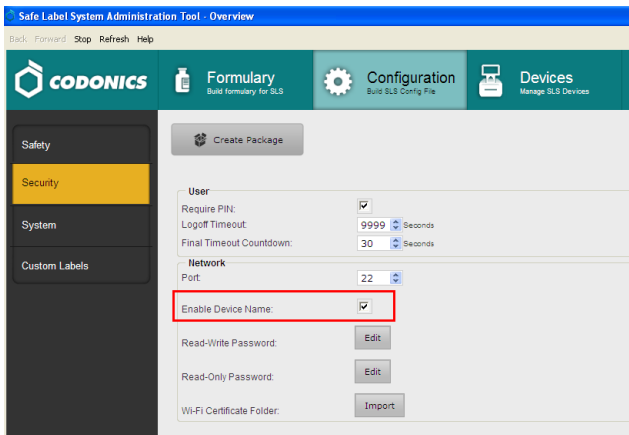 Safe Label System Administration Tool - Overview
Back Forward Stop Refresh Help
CODONICS
Formulary
Build formulary for SLS
Configuration
Build SLS Config File
Devices
Manage SLS Devices
Safety
Security
System
Custom Labels
Create Package
User
Require PIN:
Logoff Timeout: 9999 Seconds
Final Timeout Countdown: 30 Seconds
Network
Port: 22
Enable Device Name:
Read-Write Password: Edit
Read-Only Password: Edit
Wi-Fi Certificate Folder: Import